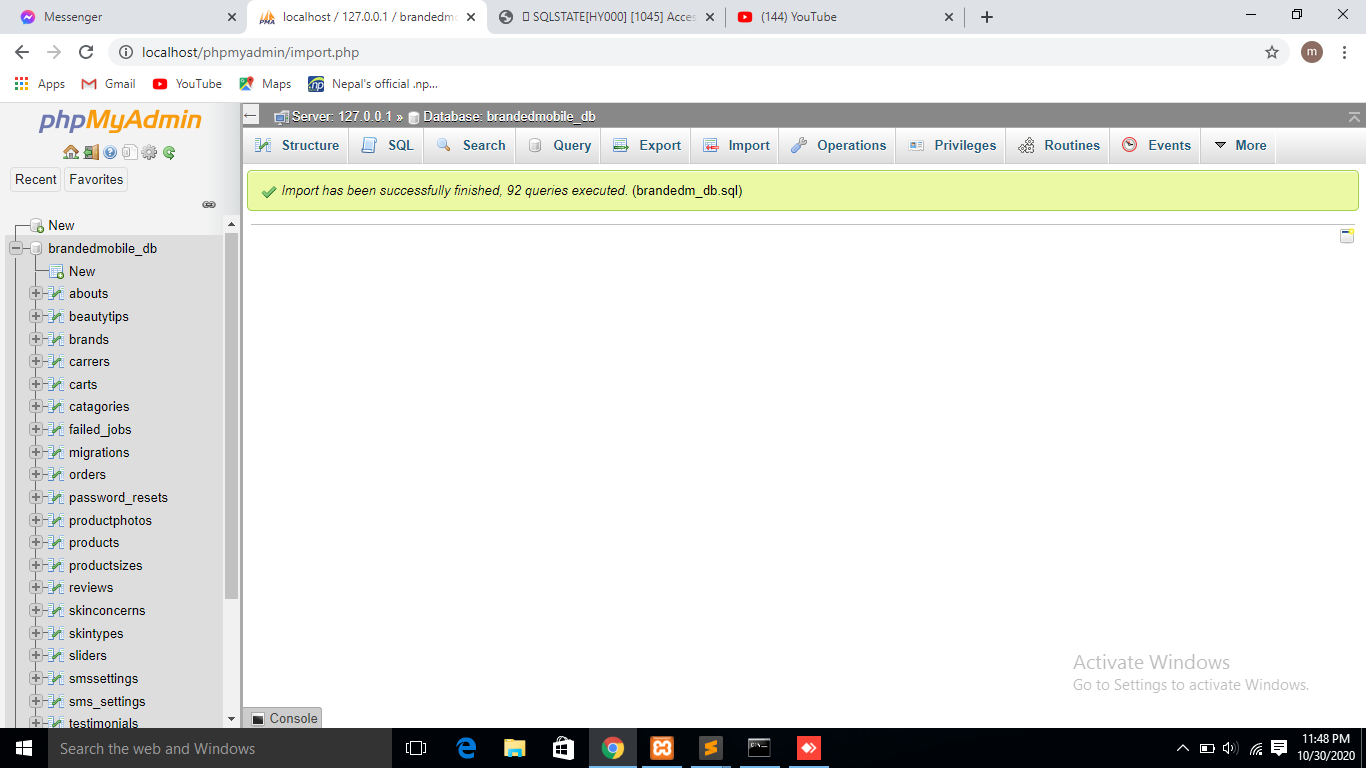 Messenger
localhost / 127.0.0.1 / brandedmo
SQLSTATE[HY000] [1045] Acces
(144) YouTube
localhost/phpmyadmin/import.php
m
Apps
Gmail
YouTube
Maps
Nepal's official .np...
phpMyAdmin
Recent
Favorites
New
brandedmobile_db
New
abouts
beautytips
brands
carrers
carts
catagories
failed_jobs
migrations
orders
password_resets
productphotos
products
productsizes
reviews
skinconcerns
skintypes
sliders
smssettings
sms_settings
testimonials
Server: 127.0.0.1 » Database: brandedmobile_db
Structure
SQL
Search
Query
Export
Import
Operations
Privileges
Routines
Events
More
Import has been successfully finished, 92 queries executed. (brandedm_db.sql)
Activate Windows
Go to Settings to activate Windows.
Console
Search the web and Windows
11:48 PM
10/30/2020